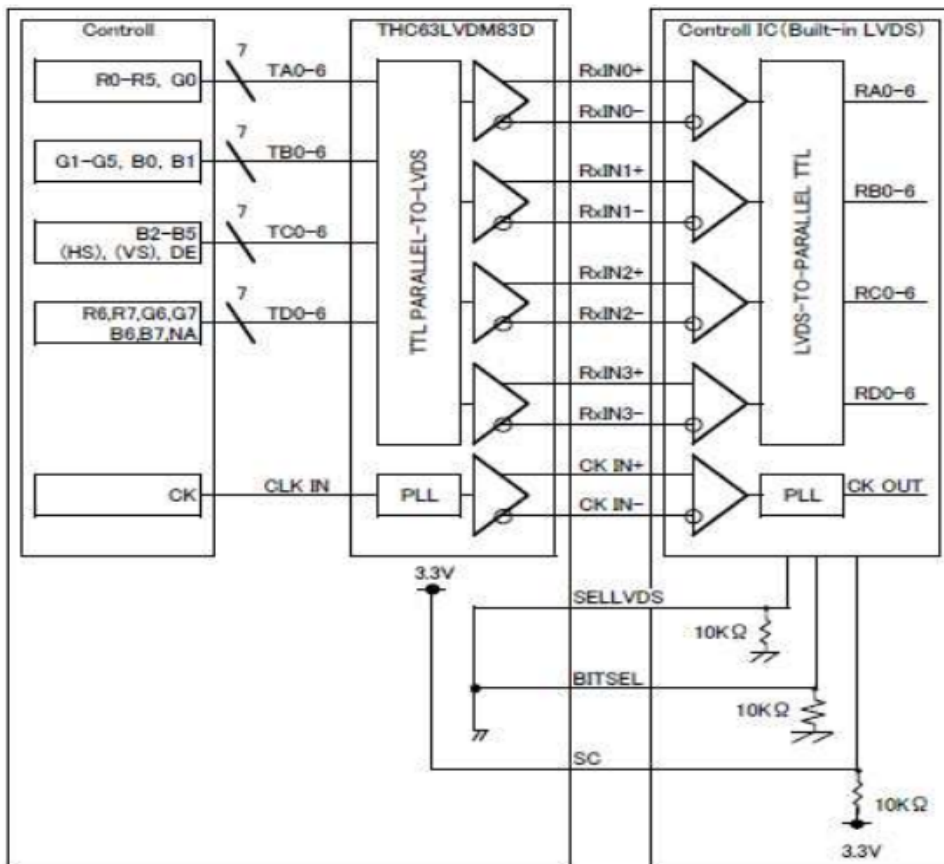 Controll
THC63LVDM83D
Controll IC(Built-in LVDS)
R0-R5, G0
7
TA0-6
RxIN0+
RxIN0-
RA0-6
G1-G5, B0, B1
7
TB0-6
RxIN1+
RxIN1-
RB0-6
B2-B5
(HS), (VS), DE
7
TC0-6
RxIN2+
RxIN2-
RC0-6
R6,R7,G6,G7
B6,B7,NA
7
TD0-6
RxIN3+
RxIN3-
RD0-6
TTL PARALLEL-TO-LVDS
LVDS-TO-PARALLEL TTL
CK
CLK IN
PLL
CK IN+
CK IN-
PLL
CK OUT
3.3V
SELLVDS
10KΩ
BITSEL
10KΩ
SC
10KΩ
3.3V